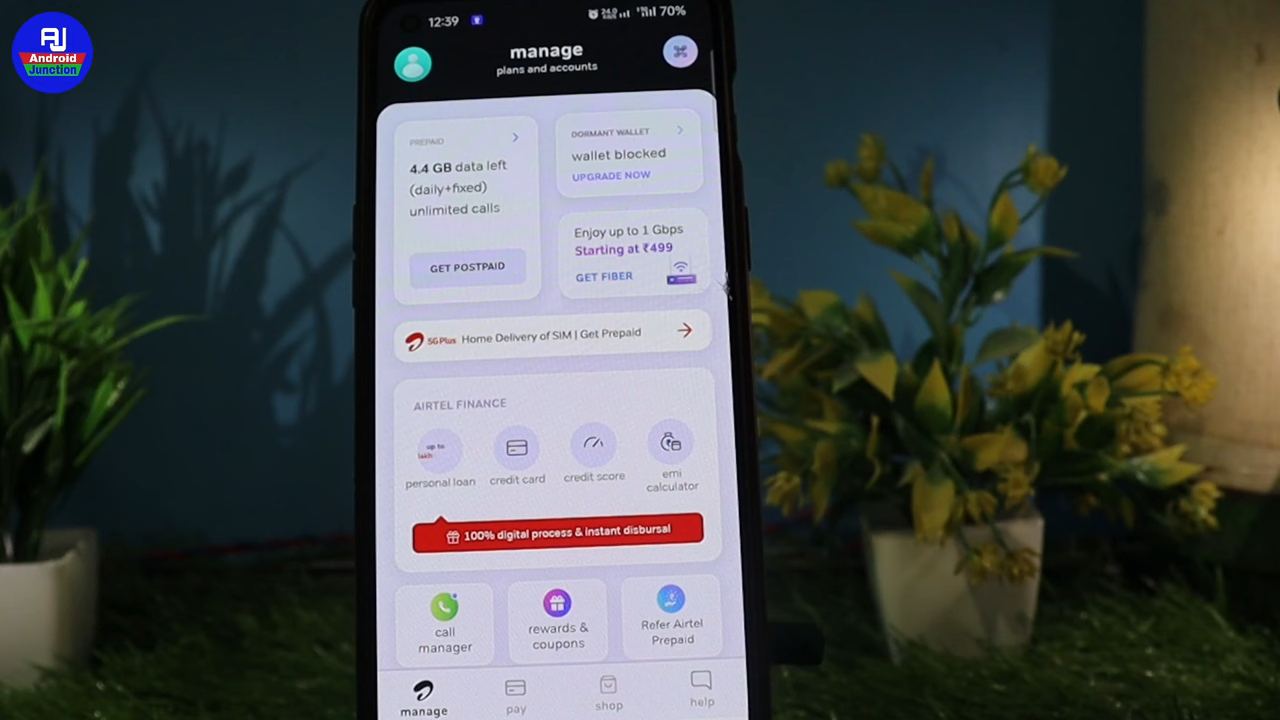 AJ
Android
Junction
12:39
70%
manage
plans and accounts
PREPAID
4.4 GB data left
(daily+fixed)
unlimited calls
GET POSTPAID
DORMANT WALLET
wallet blocked
UPGRADE NOW
Enjoy up to 1 Gbps
Starting at ₹499
GET FIBER
5G Plus Home Delivery of SIM | Get Prepaid
AIRTEL FINANCE
up to
lakh
personal loan
credit card
credit score
emi
calculator
100% digital process & instant disbursal
call
manager
rewards &
coupons
Refer Airtel
Prepaid
manage
pay
shop
help